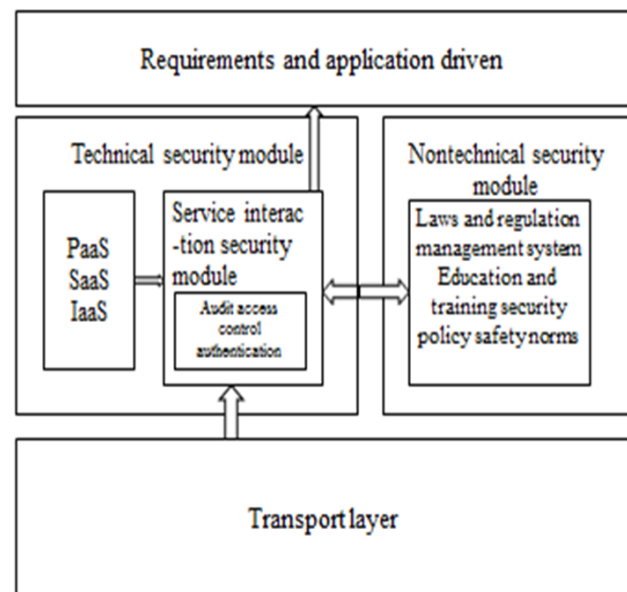 Requirements and application driven
Technical security module
PaaS
SaaS
IaaS
Service interac
-tion security
module
Audit access
control
authentication
Nontechnical security
module
Laws and regulation
management system
Education and
training security
policy safety norms
Transport layer